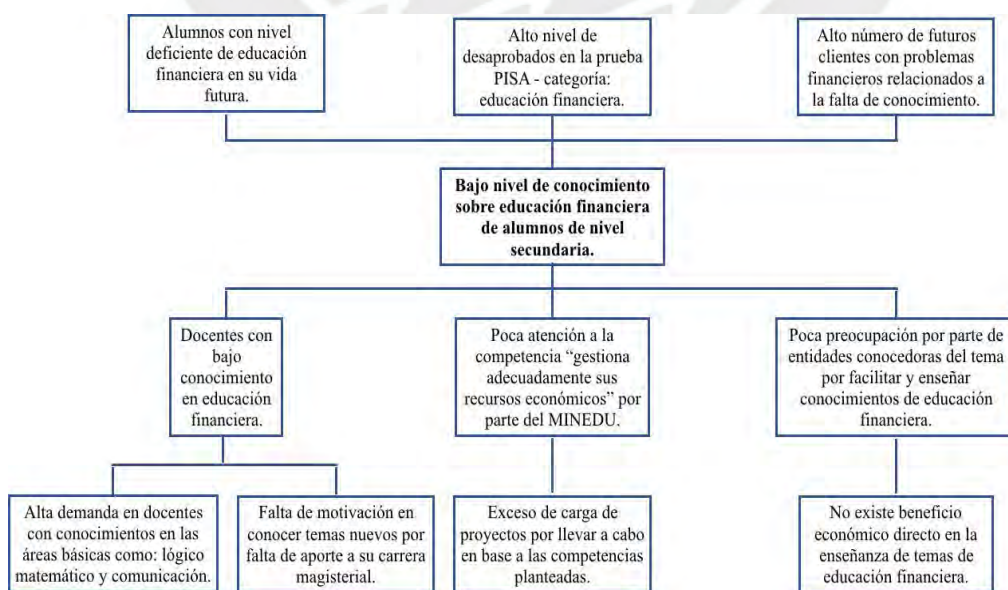 Alumnos con nivel
deficiente de educación
financiera en su vida
futura.
Alto nivel de
desaprobados en la prueba
PISA - categoría:
educación financiera.
Alto número de futuros
clientes con problemas
financieros relacionados a
la falta de conocimiento.
Bajo nivel de conocimiento
sobre educación financiera
de alumnos de nivel
secundaria.
Docentes con
bajo
conocimiento
en educación
financiera.
Poca atención a la
competencia “gestiona
adecuadamente sus
recursos económicos” por
parte del MINEDU.
Poca preocupación por parte de
entidades conocedoras del tema
por facilitar y enseñar
conocimientos de educación
financiera.
Alta demanda en docentes
con conocimientos en las
áreas básicas como: lógico
matemático y comunicación.
Falta de motivación en
conocer temas nuevos por
falta de aporte a su carrera
magisterial.
Exceso de carga de
proyectos por llevar a cabo
en base a las competencias
planteadas.
No existe beneficio
económico directo en la
enseñanza de temas de
educación financiera.